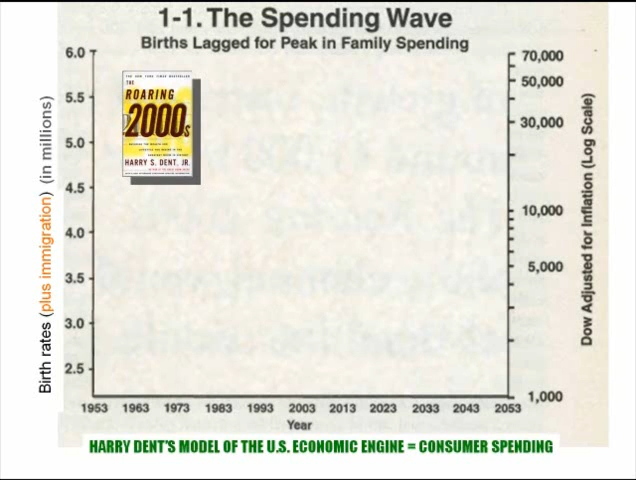 1-1. The Spending Wave
Births Lagged for Peak in Family Spending
6.0
5.5
5.0
4.5
4.0
3.5
3.0
2.5
Birth rates (plus immigration) (in millions)
THE
ROARING
2000s
HARRY S. DENT, JR.
70,000
50,000
30,000
10,000
5,000
1,000
Dow Adjusted for Inflation (Log Scale)
1953 1963 1973 1983 1993 2003 2013 2023 2033 2043 2053
Year
HARRY DENT'S MODEL OF THE U.S. ECONOMIC ENGINE = CONSUMER SPENDING